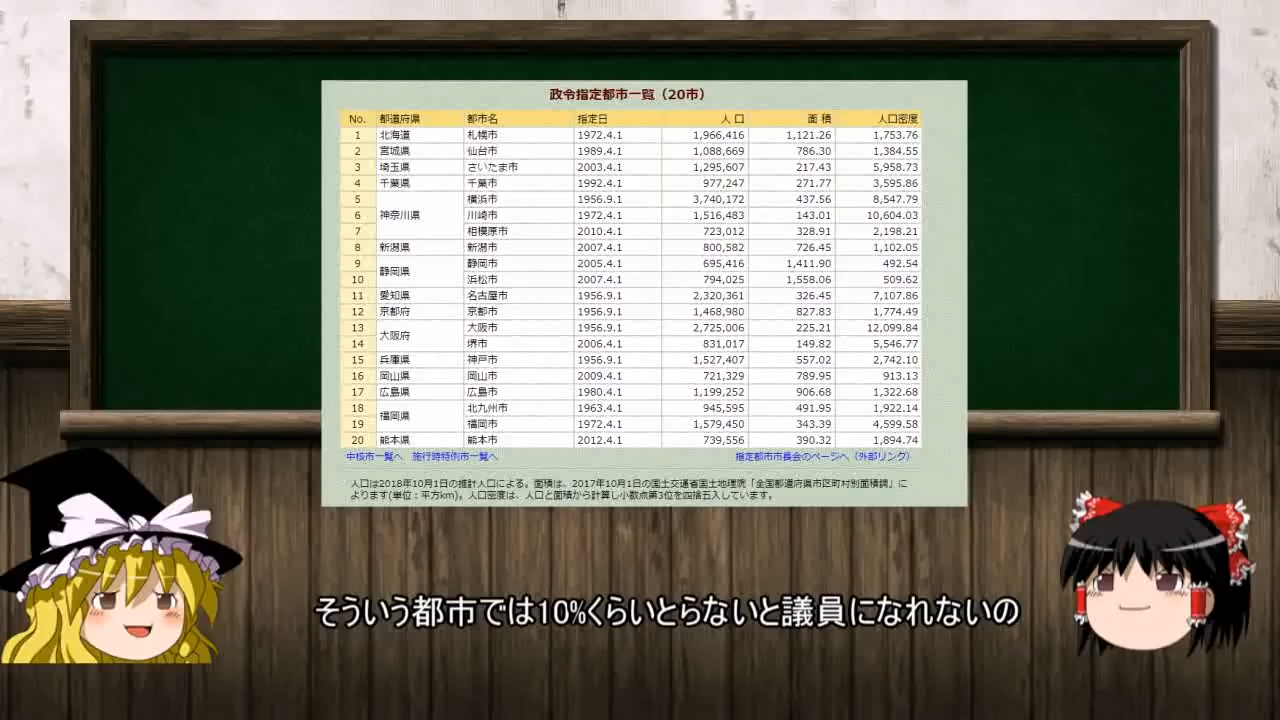 政令指定都市一覧（20市）
No. 都道府県 都市名 指定日 人 口 面 積 人口密度
1 北海道 札幌市 1972.4.1 1,966,416 1,121.26 1,753.76
2 宮城県 仙台市 1989.4.1 1,088,669 786.30 1,384.55
3 埼玉県 さいたま市 2003.4.1 1,295,607 217.43 5,958.73
4 千葉県 千葉市 1992.4.1 977,247 271.77 3,595.86
5 横浜市 1956.9.1 3,740,172 437.56 8,547.79
6 神奈川県 川崎市 1972.4.1 1,516,483 143.01 10,604.03
7 相模原市 2010.4.1 723,012 328.91 2,198.21
8 新潟県 新潟市 2007.4.1 800,582 726.45 1,102.05
9 静岡県 静岡市 2005.4.1 695,416 1,411.90 492.54
10 浜松市 2007.4.1 794,025 1,558.06 509.62
11 愛知県 名古屋市 1956.9.1 2,320,361 326.45 7,107.86
12 京都府 京都市 1956.9.1 1,468,980 827.83 1,774.49
13 大阪府 大阪市 1956.9.1 2,725,006 225.21 12,099.84
14 堺市 2006.4.1 831,017 149.82 5,546.77
15 兵庫県 神戸市 1956.9.1 1,527,407 557.02 2,742.10
16 岡山県 岡山市 2009.4.1 721,329 789.95 913.13
17 広島県 広島市 1980.4.1 1,199,252 906.68 1,322.68
18 福岡県 北九州市 1963.4.1 945,595 491.95 1,922.14
19 福岡市 1972.4.1 1,579,450 343.39 4,599.58
20 熊本県 熊本市 2012.4.1 739,556 390.32 1,894.74
中核市一覧へ 施行時特例市一覧へ 指定都市市長会のページへ（外部リンク）
人口は2018年10月1日の推計人口による。面積は、2017年10月1日の国土交通省国土地理院「全国都道府県市区町村別面積調」に
よります(単位：平方km)。人口密度は、人口と面積から計算し小数点第3位を四捨五入しています。
そういう都市では10%くらいとらないと議員になれないの